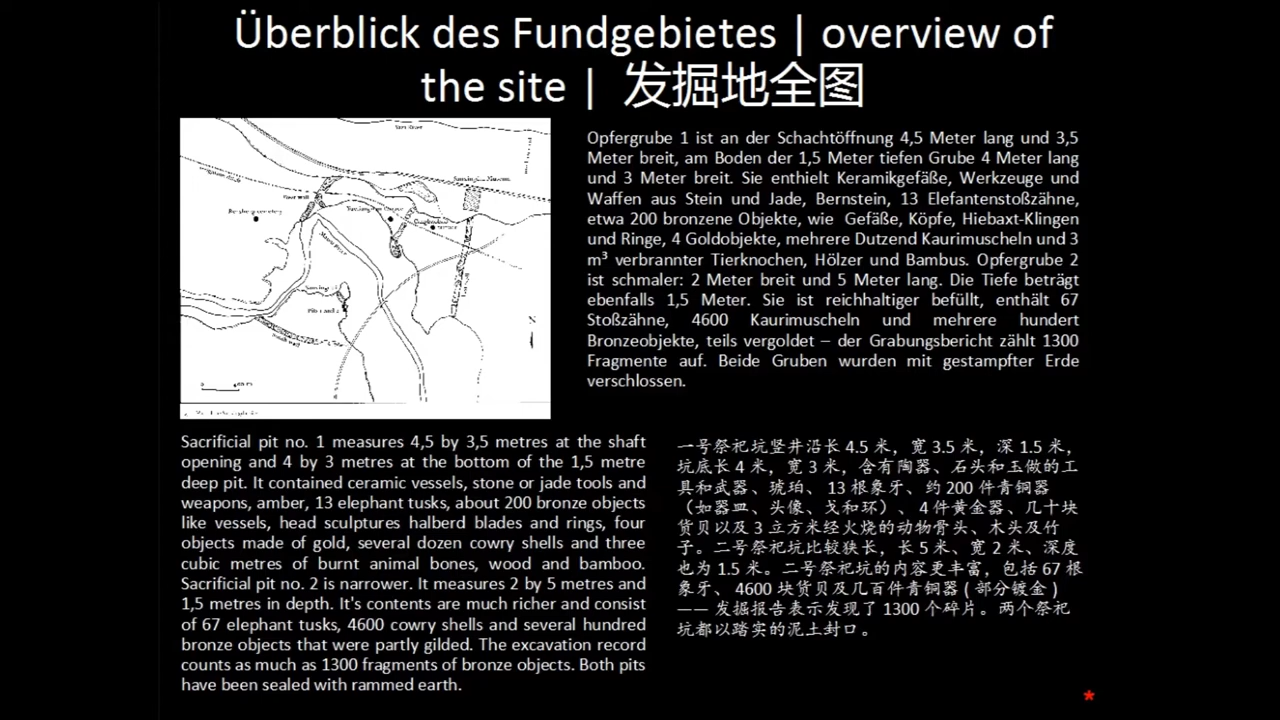 Überblick des Fundgebietes | overview of
the site | 发掘地全图
Opfergrube 1 ist an der Schachtöffnung 4,5 Meter lang und 3,5
Meter breit, am Boden der 1,5 Meter tiefen Grube 4 Meter lang
und 3 Meter breit. Sie enthielt Keramikgefäße, Werkzeuge und
Waffen aus Stein und Jade, Bernstein, 13 Elefantenstoßzähne,
etwa 200 bronzene Objekte, wie Gefäße, Köpfe, Hiebaxt-Klingen
und Ringe, 4 Goldobjekte, mehrere Dutzend Kaurimuscheln und 3
m³ verbrannter Tierknochen, Hölzer und Bambus. Opfergrube 2
ist schmaler: 2 Meter breit und 5 Meter lang. Die Tiefe beträgt
ebenfalls 1,5 Meter. Sie ist reichhaltiger befüllt, enthält 67
Stoßzähne, 4600 Kaurimuscheln und mehrere hundert
Bronzeobjekte, teils vergoldet – der Grabungsbericht zählt 1300
Fragmente auf. Beide Gruben wurden mit gestampfter Erde
verschlossen.
N
0
Sacrificial pit no. 1 measures 4,5 by 3,5 metres at the shaft
opening and 4 by 3 metres at the bottom of the 1,5 metre
deep pit. It contained ceramic vessels, stone or jade tools and
weapons, amber, 13 elephant tusks, about 200 bronze objects
like vessels, head sculptures halberd blades and rings, four
objects made of gold, several dozen cowry shells and three
cubic metres of burnt animal bones, wood and bamboo.
Sacrificial pit no. 2 is narrower. It measures 2 by 5 metres and
1,5 metres in depth. It's contents are much richer and consist
of 67 elephant tusks, 4600 cowry shells and several hundred
bronze objects that were partly gilded. The excavation record
counts as much as 1300 fragments of bronze objects. Both pits
have been sealed with rammed earth.
一号祭祀坑竖井沿长 4.5 米，宽 3.5 米，深 1.5 米，
坑底长 4 米，宽 3 米，含有陶器、石头和玉做的工
具和武器、琥珀、13 根象牙、约 200 件青铜器
（如器皿、头像、戈和环）、4 件黄金器、几十块
货贝以及 3 立方米经火烧的动物骨头、木头及竹
子。二号祭祀坑比较狭长，长 5 米、宽 2 米、深度
也为 1.5 米。二号祭祀坑的内容更丰富，包括 67 根
象牙、4600 块货贝及几百件青铜器 ( 部分镀金 )
—— 发掘报告表示发现了 1300 个碎片。两个祭祀
坑都以踏实的泥土封口。
*